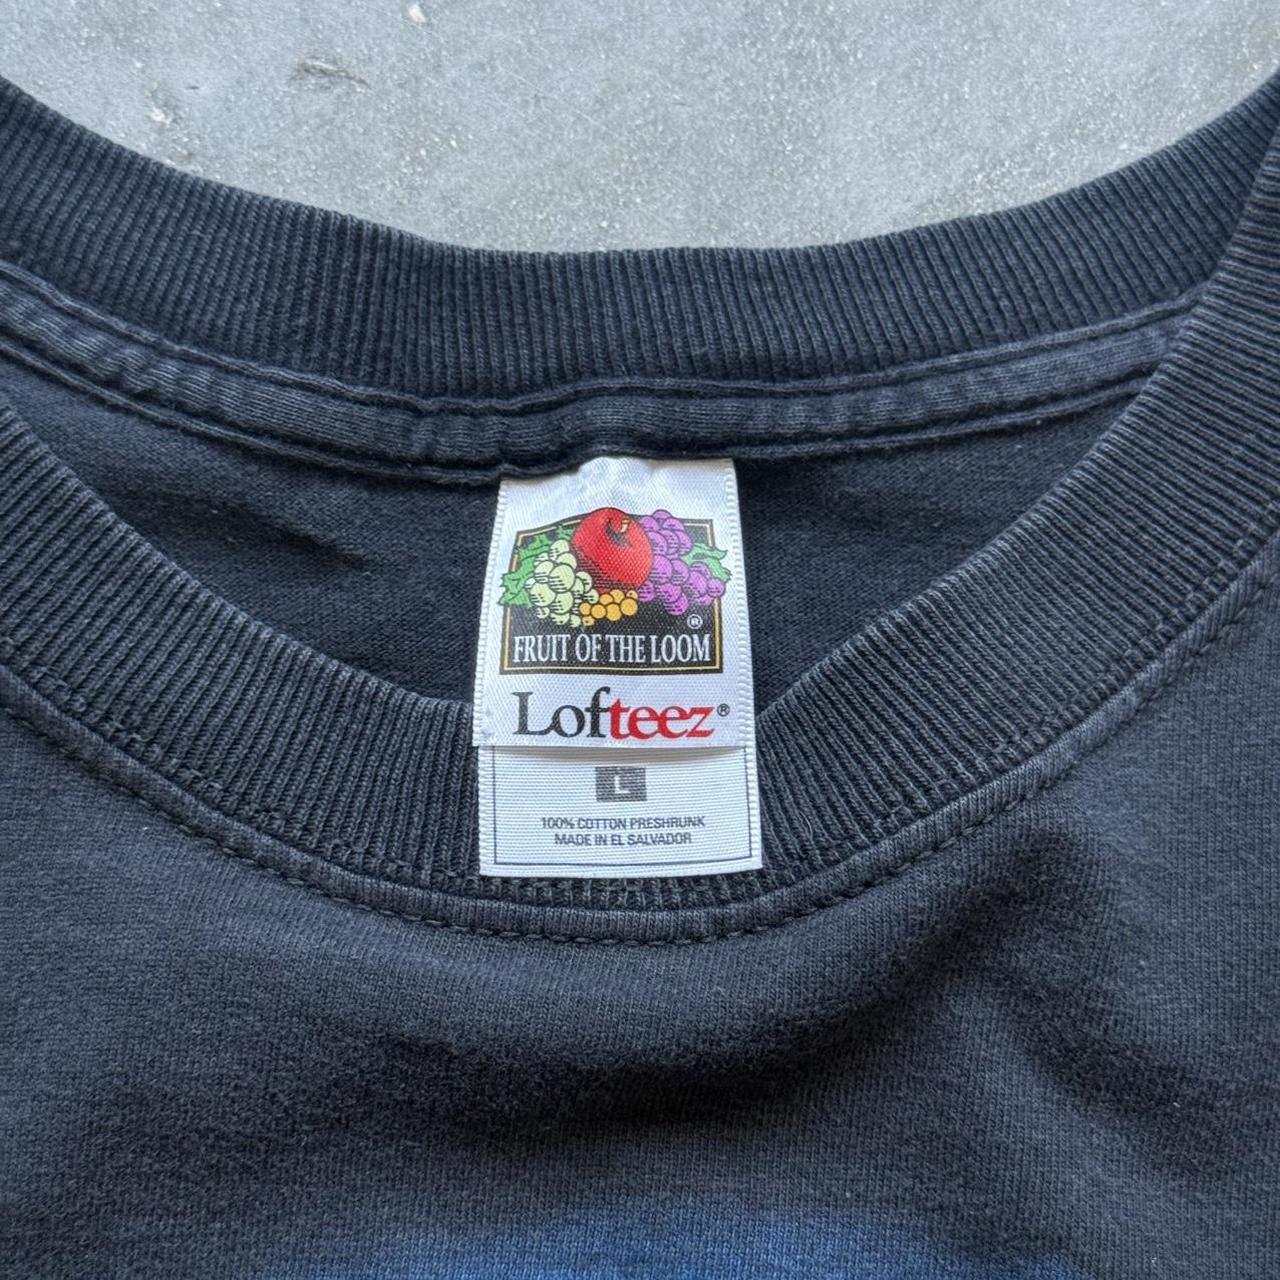 ®
FRUIT OF THE LOOM
Lofteez®
L
100% COTTON PRESHRUNK
MADE IN EL SALVADOR